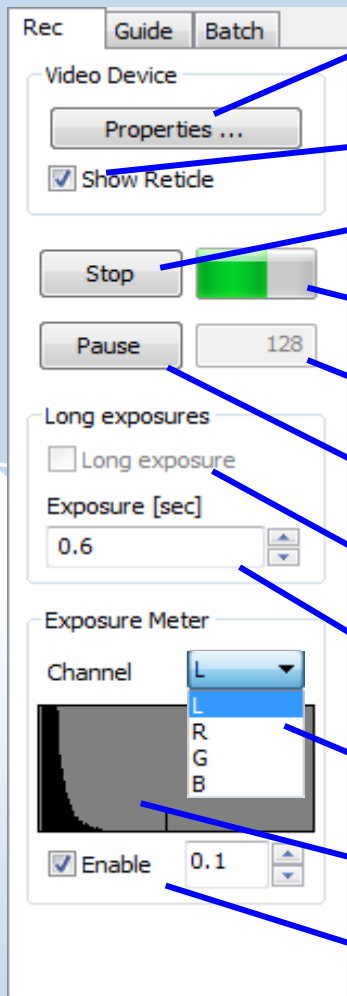 Rec Guide Batch
Video Device
Properties ...
Show Reticle
Stop
Pause 128
Long exposures
Long exposure
Exposure [sec]
0.6
Exposure Meter
Channel L
L
R
G
B
Enable 0.1